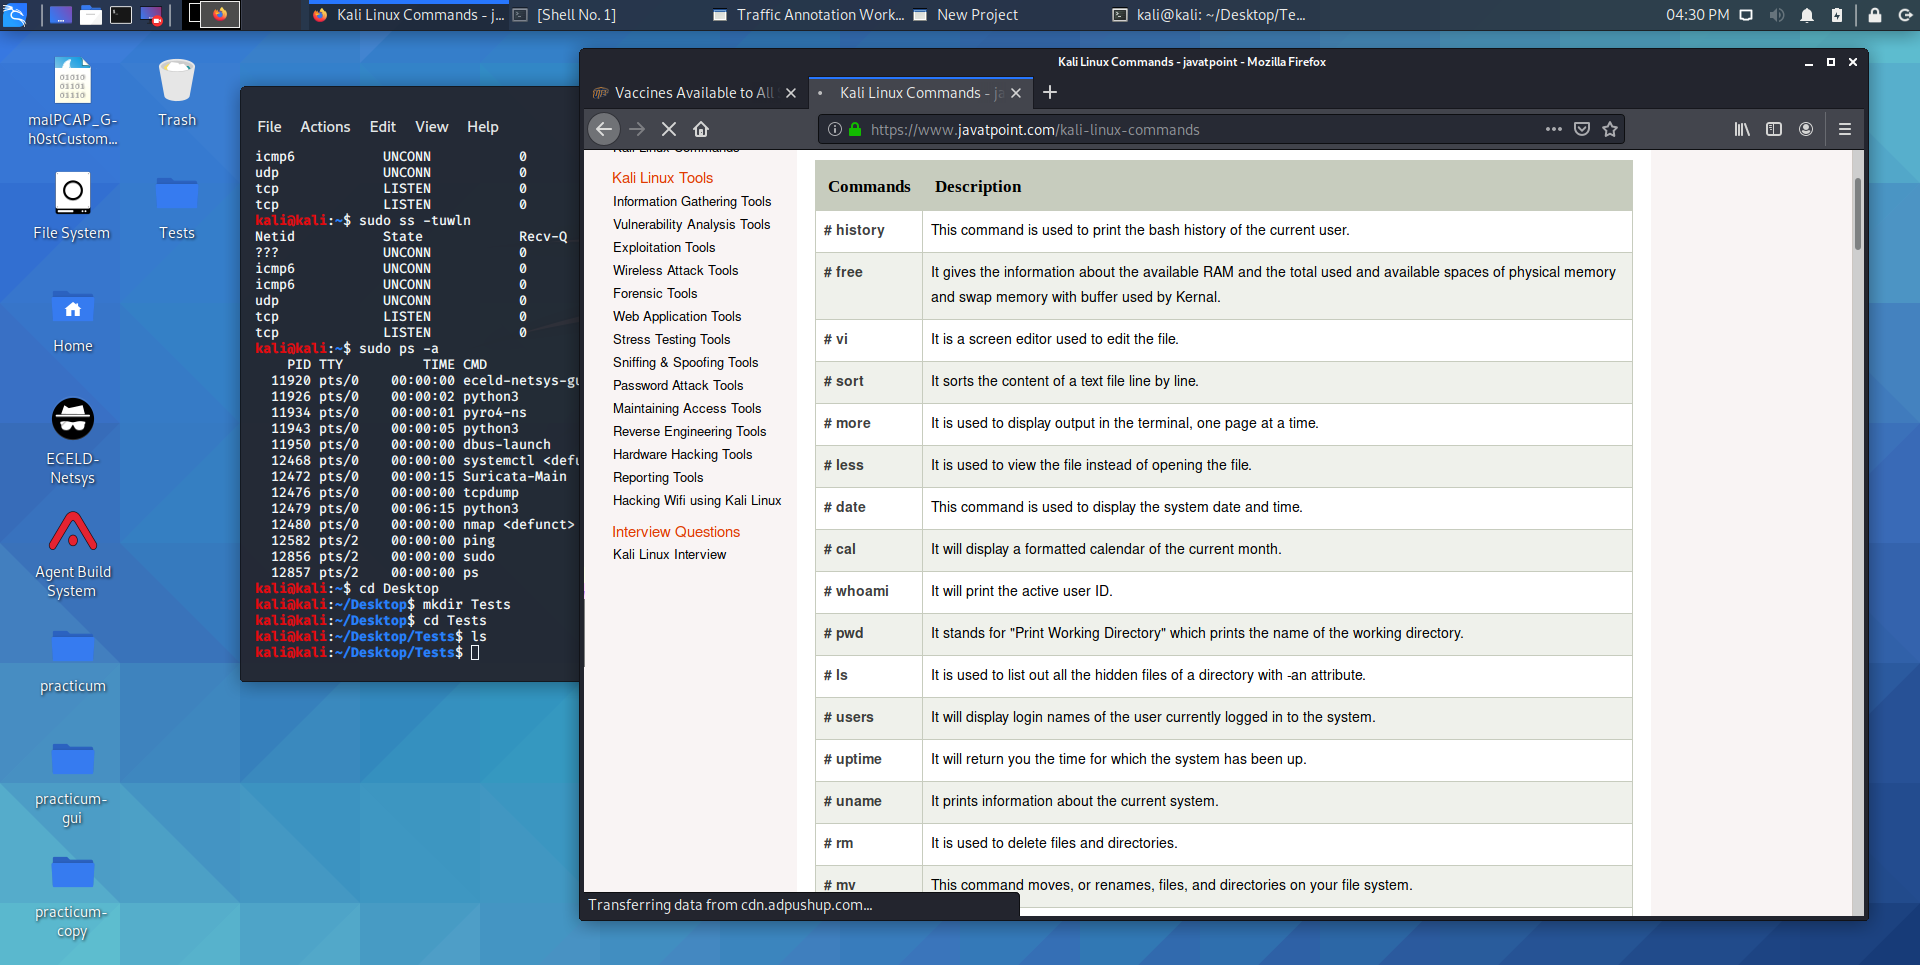 Kali Linux Commands - j...
[Shell No. 1]
Traffic Annotation Work...
New Project
kali@kali: ~/Desktop/Te...
04:30 PM
malPCAP_G-
h0stCustom...
Trash
File System
Tests
Home
ECELD-
Netsys
Agent Build
System
practicum
practicum-
gui
practicum-
copy
File Actions Edit View Help
icmp6 UNCONN 0
udp UNCONN 0
tcp LISTEN 0
tcp LISTEN 0
kali@kali:~$ sudo ss -tuwln
Netid State Recv-Q
??? UNCONN 0
icmp6 UNCONN 0
icmp6 UNCONN 0
udp UNCONN 0
tcp LISTEN 0
tcp LISTEN 0
kali@kali:~$ sudo ps -a
PID TTY TIME CMD
11920 pts/0 00:00:00 eceld-netsys-gu
11926 pts/0 00:00:02 python3
11934 pts/0 00:00:01 pyro4-ns
11943 pts/0 00:00:05 python3
11950 pts/0 00:00:00 dbus-launch
12468 pts/0 00:00:00 systemctl <defu
12472 pts/0 00:00:15 Suricata-Main
12476 pts/0 00:00:00 tcpdump
12479 pts/0 00:06:15 python3
12480 pts/0 00:00:00 nmap <defunct>
12582 pts/2 00:00:00 ping
12856 pts/2 00:00:00 sudo
12857 pts/2 00:00:00 ps
kali@kali:~$ cd Desktop
kali@kali:~/Desktop$ mkdir Tests
kali@kali:~/Desktop$ cd Tests
kali@kali:~/Desktop/Tests$ ls
kali@kali:~/Desktop/Tests$
Kali Linux Commands - javatpoint - Mozilla Firefox
Vaccines Available to All
Kali Linux Commands - ja
https://www.javatpoint.com/kali-linux-commands
Kali Linux Commands
Kali Linux Tools
Information Gathering Tools
Vulnerability Analysis Tools
Exploitation Tools
Wireless Attack Tools
Forensic Tools
Web Application Tools
Stress Testing Tools
Sniffing & Spoofing Tools
Password Attack Tools
Maintaining Access Tools
Reverse Engineering Tools
Hardware Hacking Tools
Reporting Tools
Hacking Wifi using Kali Linux
Interview Questions
Kali Linux Interview
Commands Description
# history This command is used to print the bash history of the current user.
# free It gives the information about the available RAM and the total used and available spaces of physical memory
and swap memory with buffer used by Kernal.
# vi It is a screen editor used to edit the file.
# sort It sorts the content of a text file line by line.
# more It is used to display output in the terminal, one page at a time.
# less It is used to view the file instead of opening the file.
# date This command is used to display the system date and time.
# cal It will display a formatted calendar of the current month.
# whoami It will print the active user ID.
# pwd It stands for "Print Working Directory" which prints the name of the working directory.
# ls It is used to list out all the hidden files of a directory with -an attribute.
# users It will display login names of the user currently logged in to the system.
# uptime It will return you the time for which the system has been up.
# uname It prints information about the current system.
# rm It is used to delete files and directories.
# mv This command moves, or renames, files, and directories on your file system.
Transferring data from cdn.adpushup.com...